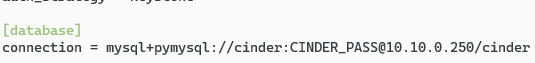 [database]
connection = mysql+pymysql://cinder:CINDER_PASS@10.10.0.250/cinder